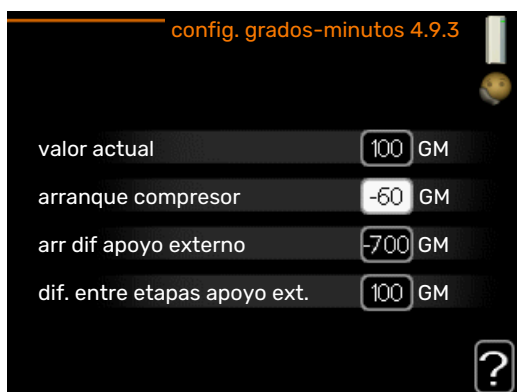 config. grados-minutos 4.9.3
valor actual 100 GM
arranque compresor -60 GM
arr dif apoyo externo -700 GM
dif. entre etapas apoyo ext. 100 GM
?